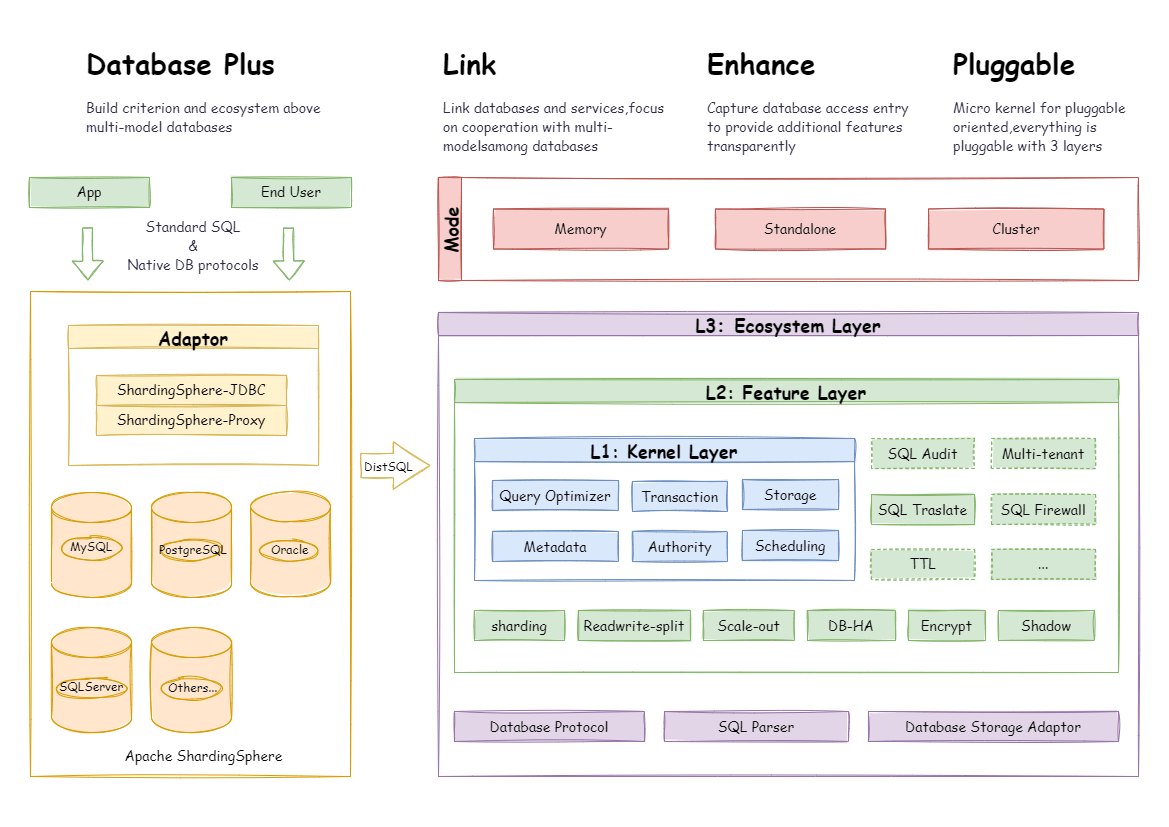 Database Plus
Build criterion and ecosystem above
multi-model databases
Link
Link databases and services,focus
on cooperation with multi-
modelsamong databases
Enhance
Capture database access entry
to provide additional features
transparently
Pluggable
Micro kernel for pluggable
oriented,everything is
pluggable with 3 layers
App
End User
Standard SQL
&
Native DB protocols
Adaptor
ShardingSphere-JDBC
ShardingSphere-Proxy
MySQL
PostgreSQL
Oracle
SQLServer
Others...
Apache ShardingSphere
DistSQL
Mode
Memory
Standalone
Cluster
L3: Ecosystem Layer
L2: Feature Layer
L1: Kernel Layer
Query Optimizer
Transaction
Storage
Metadata
Authority
Scheduling
SQL Audit
Multi-tenant
SQL Traslate
SQL Firewall
TTL
...
sharding
Readwrite-split
Scale-out
DB-HA
Encrypt
Shadow
Database Protocol
SQL Parser
Database Storage Adaptor